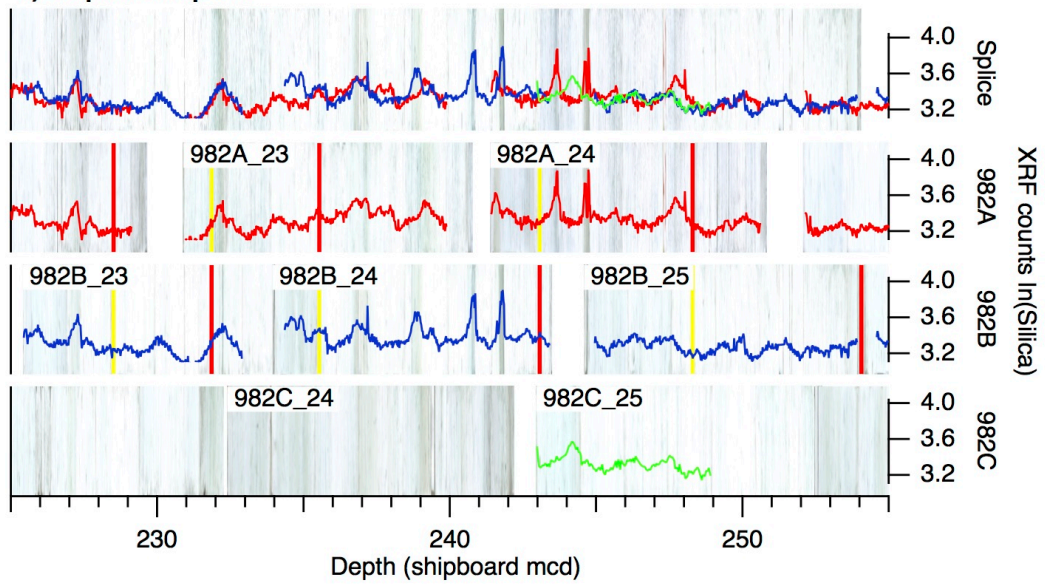 4.0
3.6
3.2
Splice
982A_23
982A_24
4.0
3.6
3.2
982A
982B_23
982B_24
982B_25
4.0
3.6
3.2
982B
982C_24
982C_25
4.0
3.6
3.2
982C
XRF counts ln(Silica)
230
240
250
Depth (shipboard mcd)